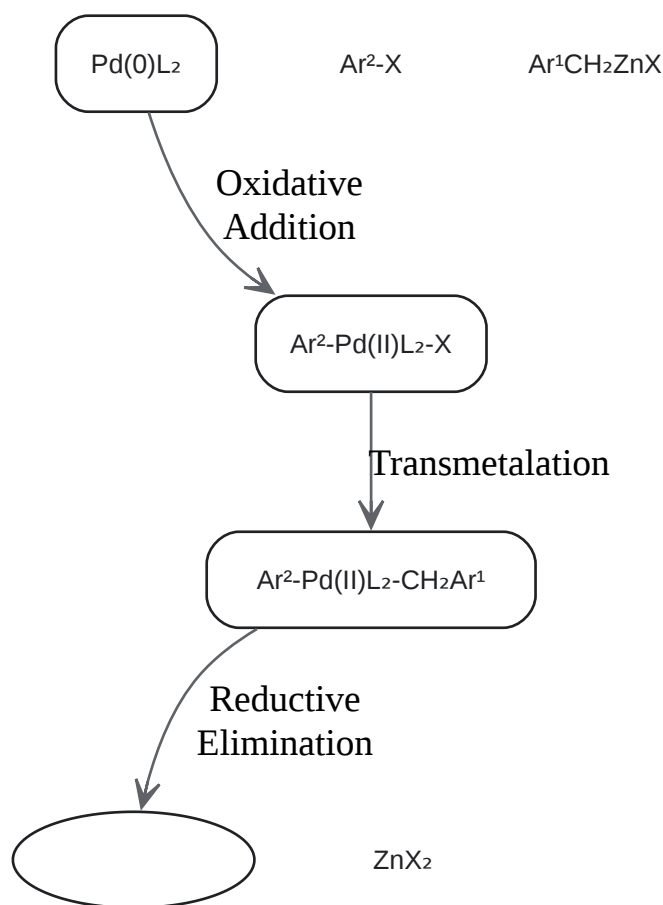 Pd(0)L₂ Ar²-X Ar¹CH₂ZnX
Oxidative
Addition
Ar²-Pd(II)L₂-X
Transmetalation
Ar²-Pd(II)L₂-CH₂Ar¹
Reductive
Elimination
ZnX₂